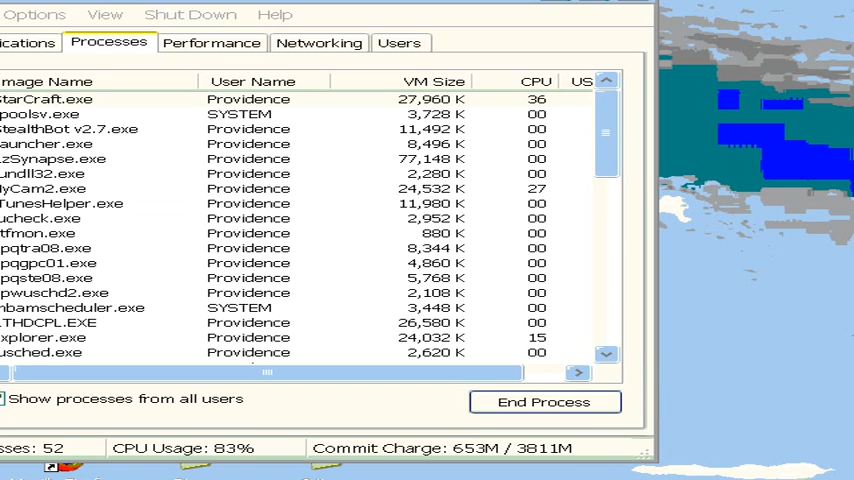 Options View Shut Down Help
ications Processes Performance Networking Users
mage Name User Name VM Size CPU US
StarCraft.exe Providence 27,960 K 36
poolsv.exe SYSTEM 3,728 K 00
StealthBot v2.7.exe Providence 11,492 K 00
auncher.exe Providence 8,496 K 00
zSynapse.exe Providence 77,148 K 00
undll32.exe Providence 2,280 K 00
yCam2.exe Providence 24,532 K 27
TunesHelper.exe Providence 11,980 K 00
ucheck.exe Providence 2,952 K 00
tfmon.exe Providence 880 K 00
pqtra08.exe Providence 8,344 K 00
pqgpc01.exe Providence 4,860 K 00
pqste08.exe Providence 5,768 K 00
pwuschd2.exe Providence 2,108 K 00
mbamscheduler.exe SYSTEM 3,448 K 00
THDCPL.EXE Providence 26,580 K 00
xplorer.exe Providence 24,032 K 15
usched.exe Providence 2,620 K 00
Show processes from all users End Process
sses: 52 CPU Usage: 83% Commit Charge: 653M / 3811M